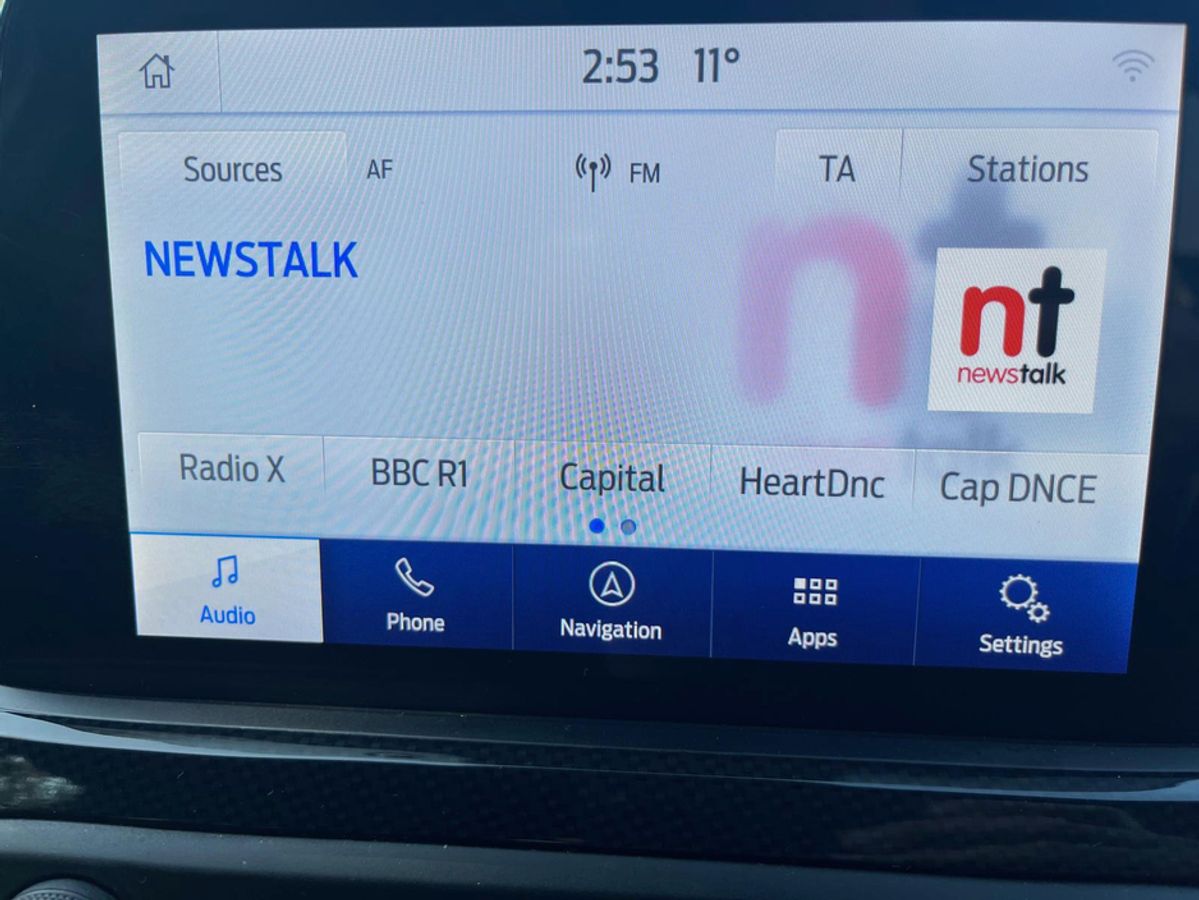 2:53 11°
Sources AF FM TA Stations
NEWSTALK
nt
newstalk
Radio X BBC R1 Capital HeartDnc Cap DNCE
Audio Phone Navigation Apps Settings